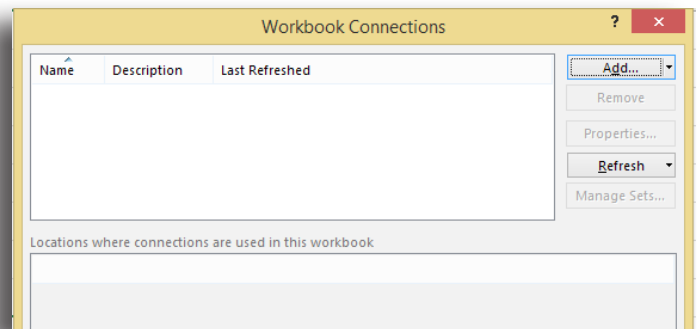 Workbook Connections ?
Name Description Last Refreshed
Add...
Remove
Properties...
Refresh
Manage Sets...
Locations where connections are used in this workbook